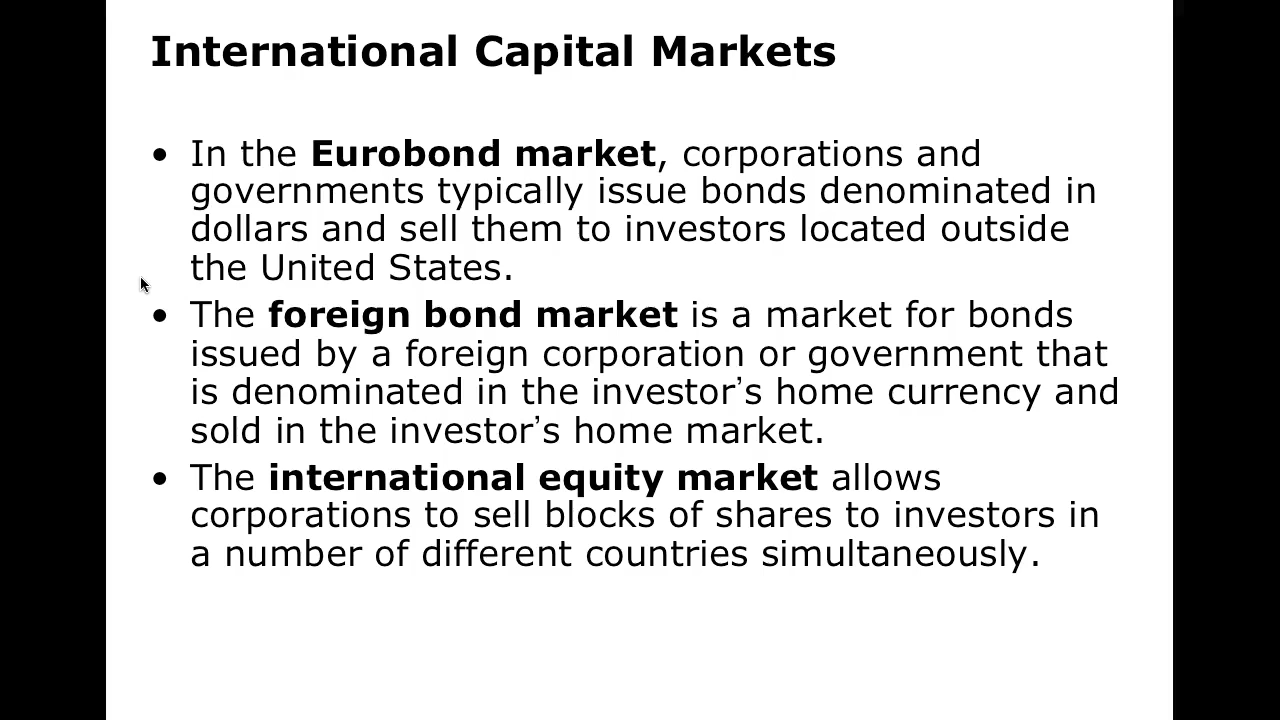 International Capital Markets
• In the Eurobond market, corporations and
governments typically issue bonds denominated in
dollars and sell them to investors located outside
the United States.
• The foreign bond market is a market for bonds
issued by a foreign corporation or government that
is denominated in the investor’s home currency and
sold in the investor’s home market.
• The international equity market allows
corporations to sell blocks of shares to investors in
a number of different countries simultaneously.